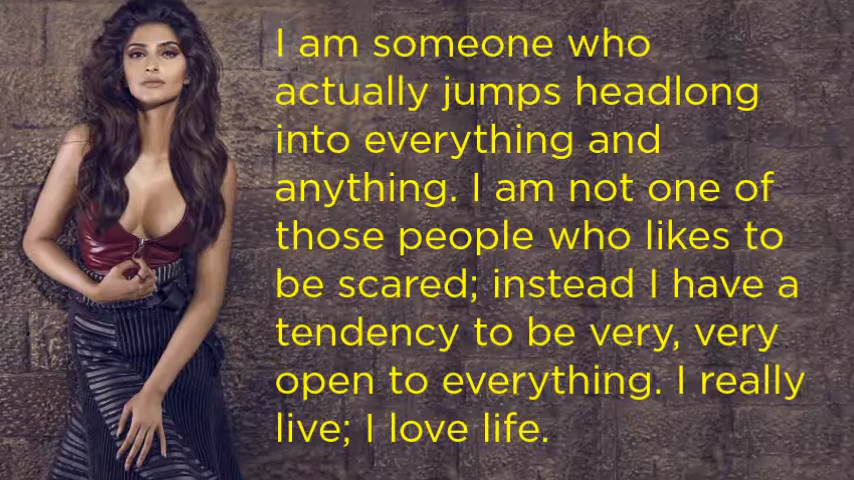 I am someone who
actually jumps headlong
into everything and
anything. I am not one of
those people who likes to
be scared; instead I have a
tendency to be very, very
open to everything. I really
live; I love life.